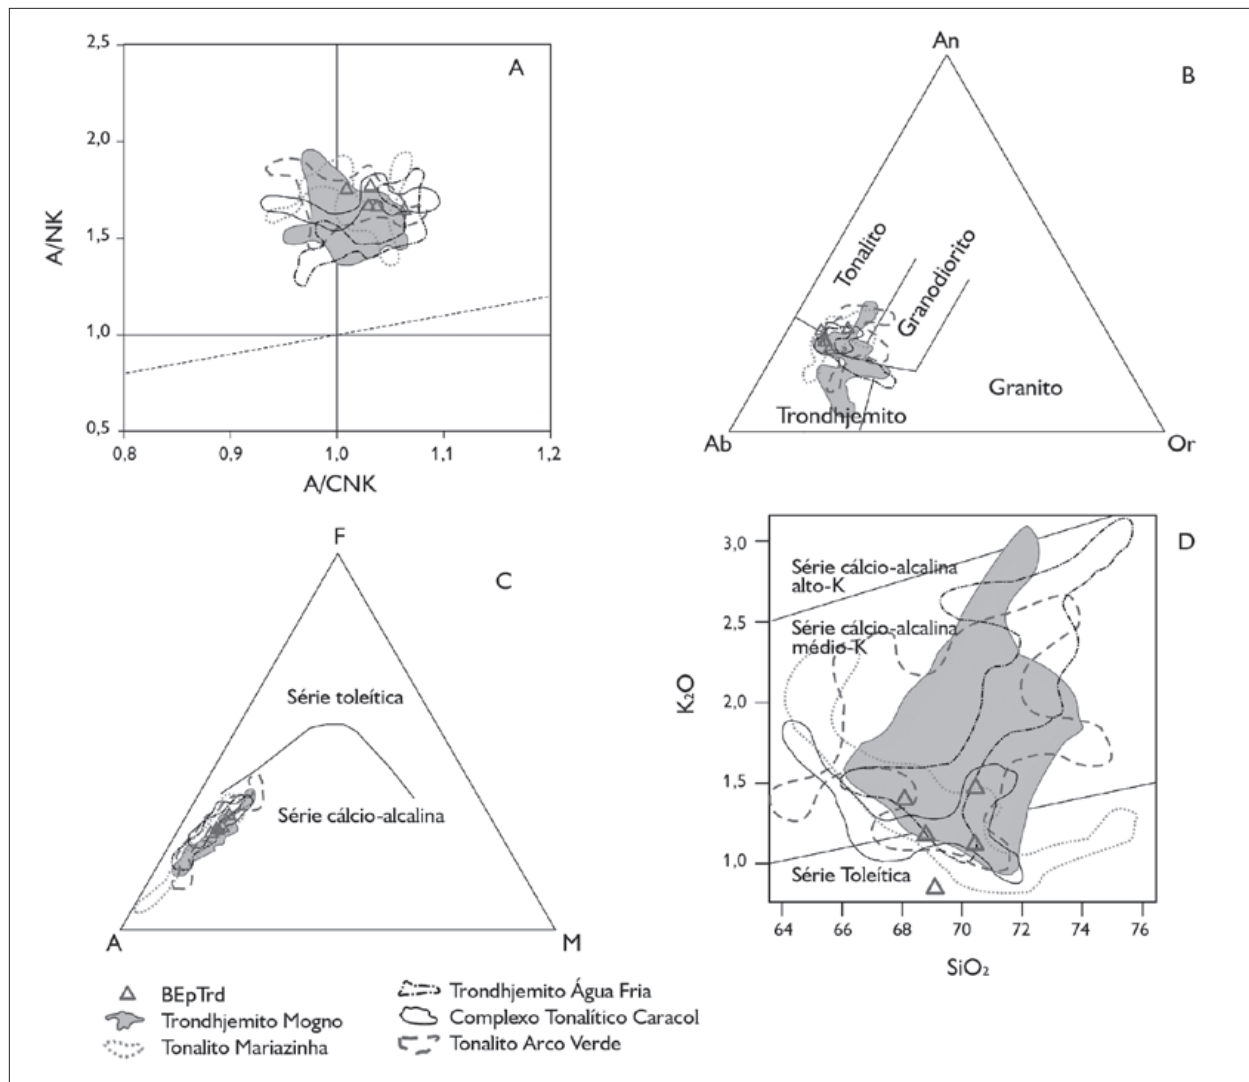 A
2,5
2,0
1,5
1,0
0,5
A/NK
0,8
0,9
1,0
1,1
1,2
A/CNK
B
An
Tonalito
Granodiorito
Granito
Trondhjemito
Ab
Or
C
F
Série toleítica
Série cálcio-alcalina
A
M
D
3,0
2,5
2,0
1,5
1,0
K₂O
Série cálcio-alcalina
alto-K
Série cálcio-alcalina
médio-K
Série Toleítica
64
66
68
70
72
74
76
SiO₂
BEpTrd
Trondhjemito Mogno
Tonalito Mariazinha
Trondhjemito Água Fria
Complexo Tonalítico Caracol
Tonalito Arco Verde